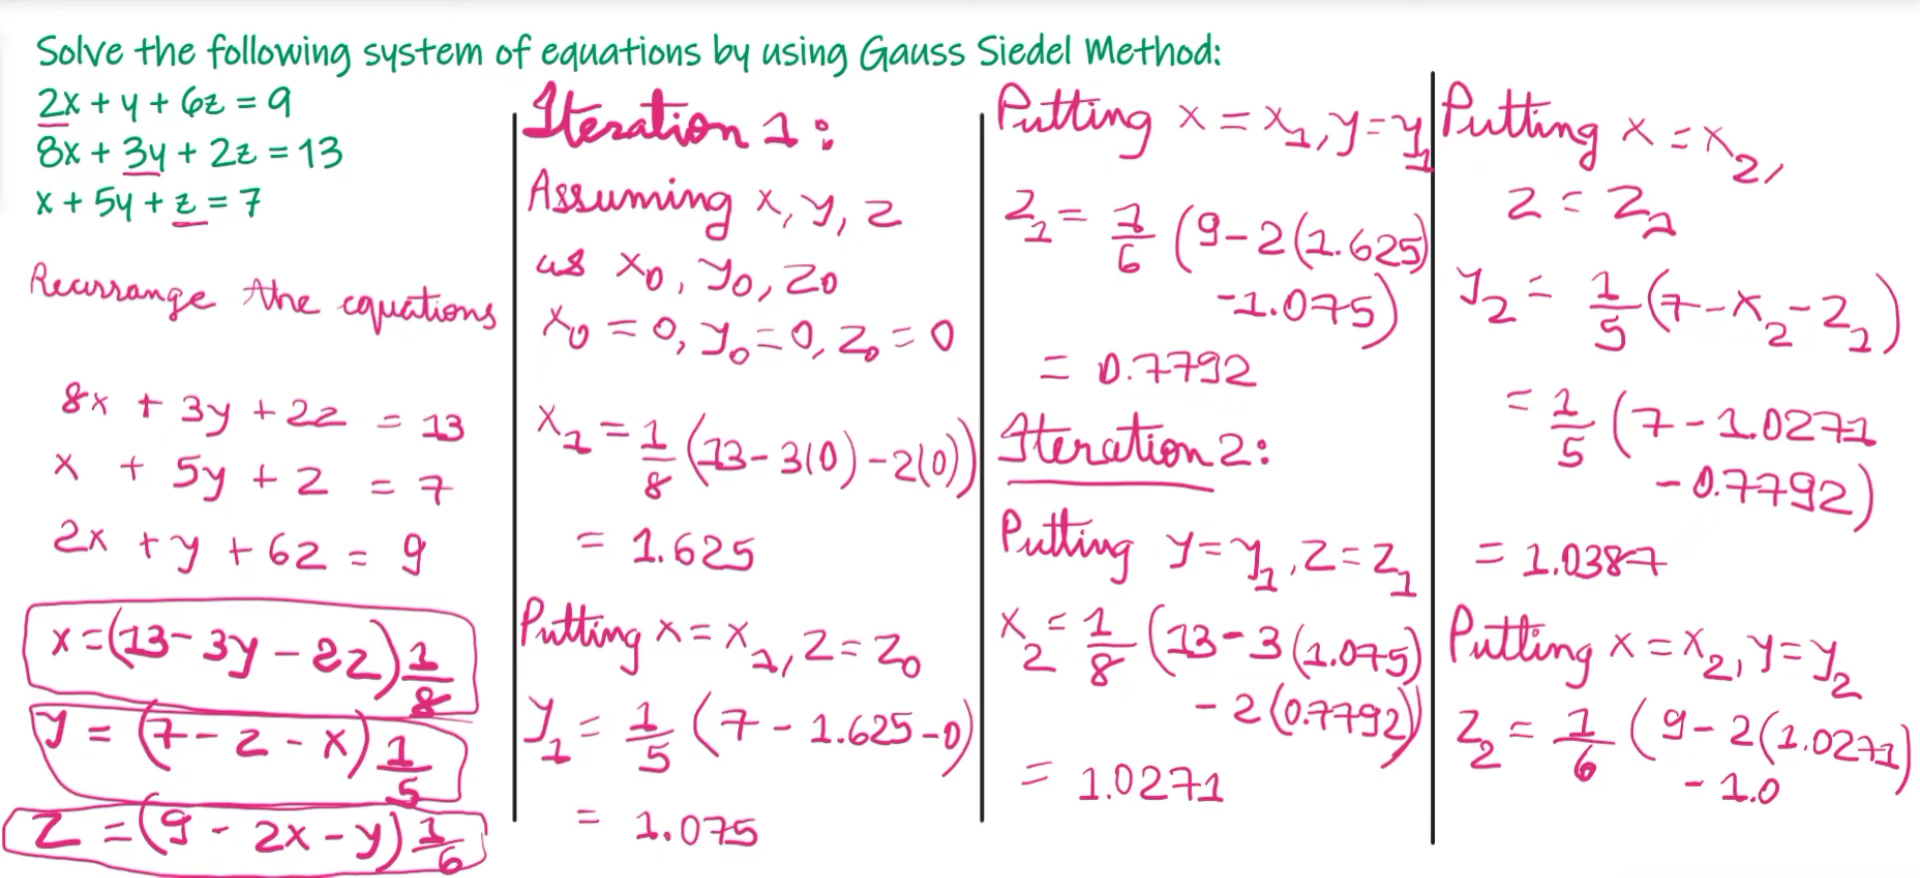 Solve the following system of equations by using Gauss Siedel Method:
2x + y + 6z = 9
8x + 3y + 2z = 13
x + 5y + z = 7
Rearrange the equations
8x + 3y + 2z = 13
x + 5y + z = 7
2x + y + 6z = 9
x = (13 - 3y - 2z) 1/8
y = (7 - z - x) 1/5
z = (9 - 2x - y) 1/6
Iteration 1:
Assuming x, y, z
as x₀, y₀, z₀
x₀ = 0, y₀ = 0, z₀ = 0
x₁ = 1/8 (13 - 3(0) - 2(0))
= 1.625
Putting x = x₁, z = z₀
y₁ = 1/5 (7 - 1.625 - 0)
= 1.075
Putting x = x₁, y = y₁
z₁ = 1/6 (9 - 2(1.625)
- 1.075)
= 0.7792
Iteration 2:
Putting y = y₁, z = z₁
x₂ = 1/8 (13 - 3(1.075)
- 2(0.7792))
= 1.0271
Putting x = x₂,
z = z₁
y₂ = 1/5 (7 - x₂ - z₁)
= 1/5 (7 - 1.0271
- 0.7792)
= 1.0387
Putting x = x₂, y = y₂
z₂ = 1/6 (9 - 2(1.0271)
- 1.0